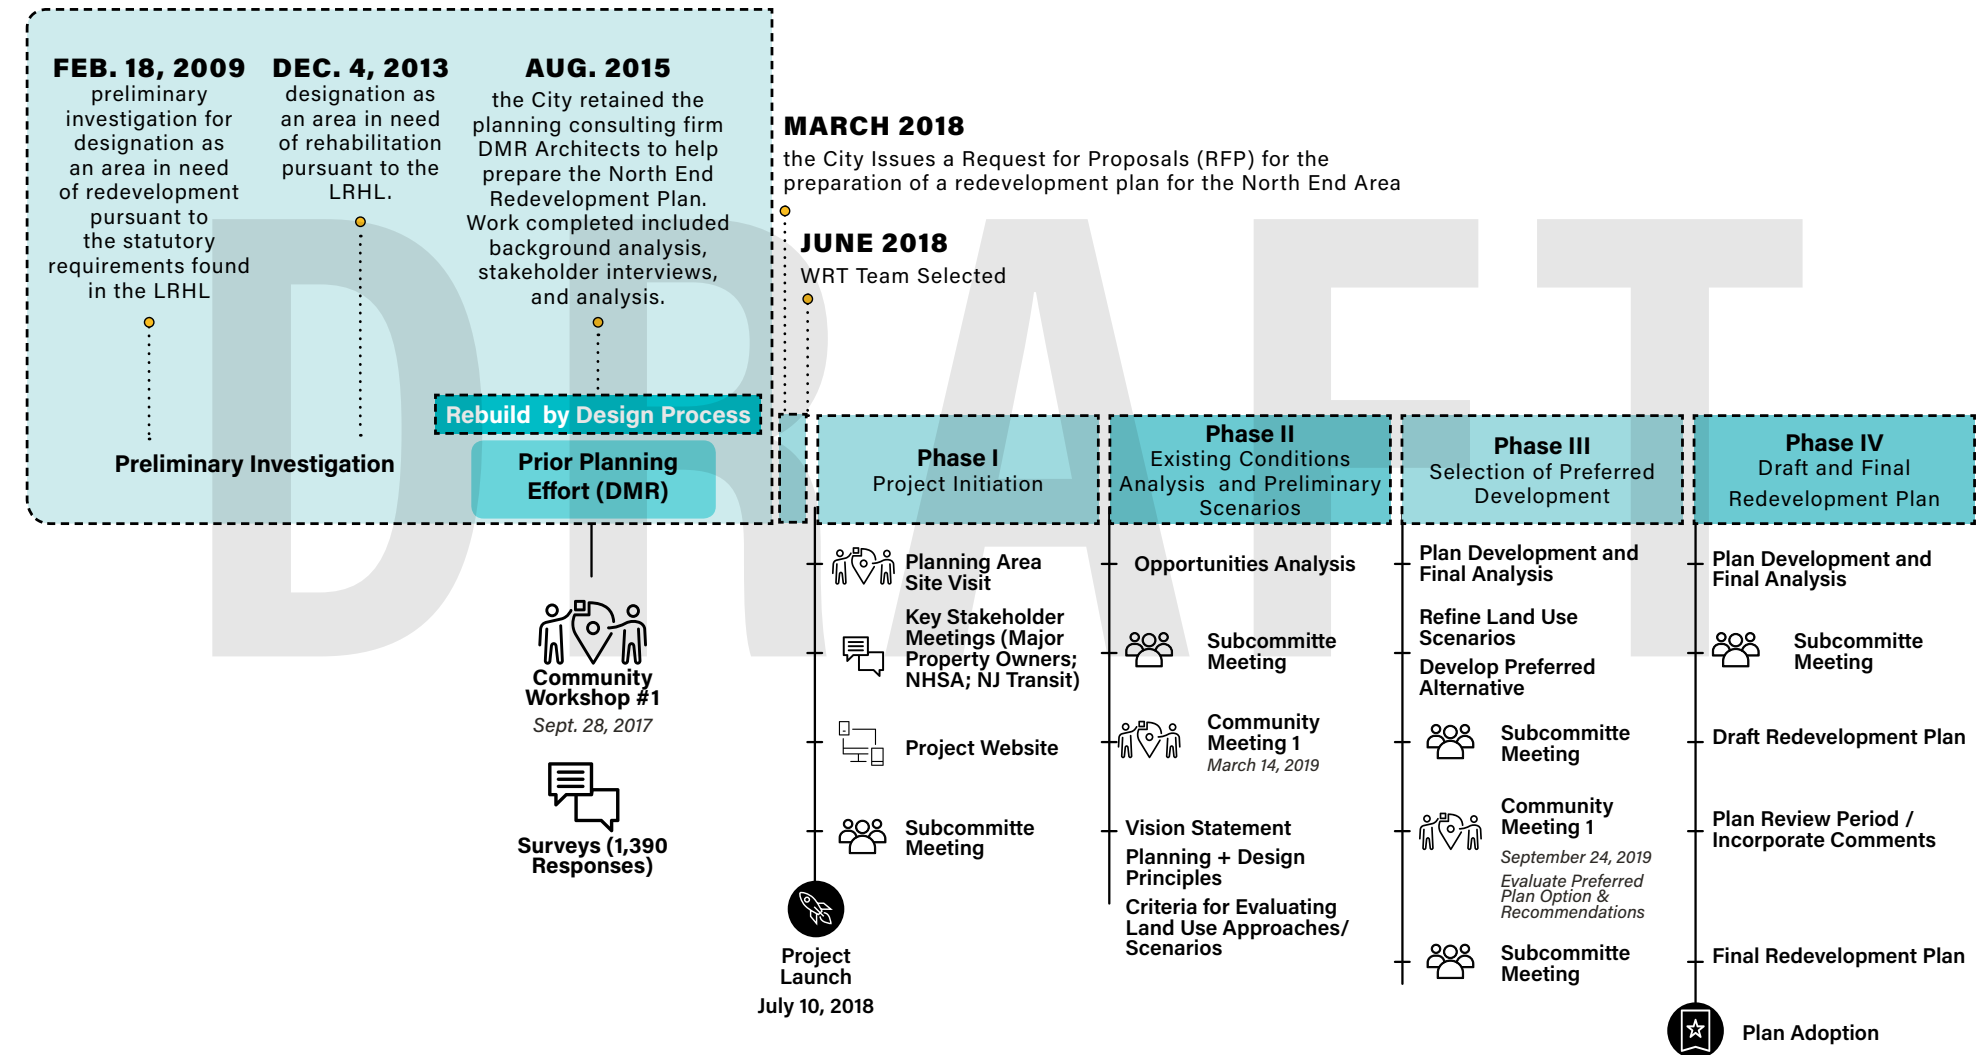 FEB. 18, 2009
preliminary
investigation for
designation as
an area in need
of redevelopment
pursuant to
the statutory
requirements found
in the LRHL
DEC. 4, 2013
designation as
an area in need
of rehabilitation
pursuant to the
LRHL.
AUG. 2015
the City retained the
planning consulting firm
DMR Architects to help
prepare the North End
Redevelopment Plan.
Work completed included
background analysis,
stakeholder interviews,
and analysis.
MARCH 2018
the City Issues a Request for Proposals (RFP) for the
preparation of a redevelopment plan for the North End Area
JUNE 2018
WRT Team Selected
DRAFT
Rebuild by Design Process
Preliminary Investigation
Prior Planning
Effort (DMR)
Community
Workshop #1
Sept. 28, 2017
Surveys (1,390
Responses)
Phase I
Project Initiation
Planning Area
Site Visit
Key Stakeholder
Meetings (Major
Property Owners;
NHSA; NJ Transit)
Project Website
Subcommitte
Meeting
Project
Launch
July 10, 2018
Phase II
Existing Conditions
Analysis and Preliminary
Scenarios
Opportunities Analysis
Subcommitte
Meeting
Community
Meeting 1
March 14, 2019
Vision Statement
Planning + Design
Principles
Criteria for Evaluating
Land Use Approaches/
Scenarios
Phase III
Selection of Preferred
Development
Plan Development and
Final Analysis
Refine Land Use
Scenarios
Develop Preferred
Alternative
Subcommitte
Meeting
Community
Meeting 1
September 24, 2019
Evaluate Preferred
Plan Option &
Recommendations
Subcommitte
Meeting
Phase IV
Draft and Final
Redevelopment Plan
Plan Development and
Final Analysis
Subcommitte
Meeting
Draft Redevelopment Plan
Plan Review Period /
Incorporate Comments
Final Redevelopment Plan
Plan Adoption